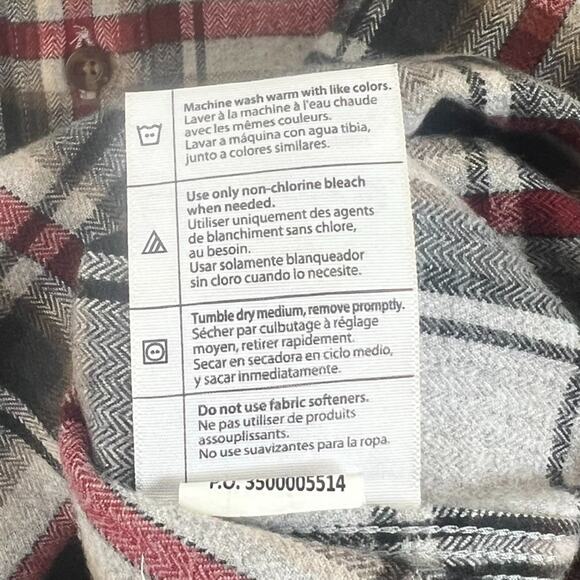 Machine wash warm with like colors.
Laver à la machine à l'eau chaude
avec les mêmes couleurs.
Lavar a máquina con agua tibia,
junto a colores similares.
Use only non-chlorine bleach
when needed.
Utiliser uniquement des agents
de blanchiment sans chlore,
au besoin.
Usar solamente blanqueador
sin cloro cuando lo necesite.
Tumble dry medium, remove promptly.
Sécher par culbutage à réglage
moyen, retirer rapidement.
Secar en secadora en ciclo medio,
y sacar inmediatamente.
Do not use fabric softeners.
Ne pas utiliser de produits
assouplissants.
No use suavizantes para la ropa.
P.O. 3500005514